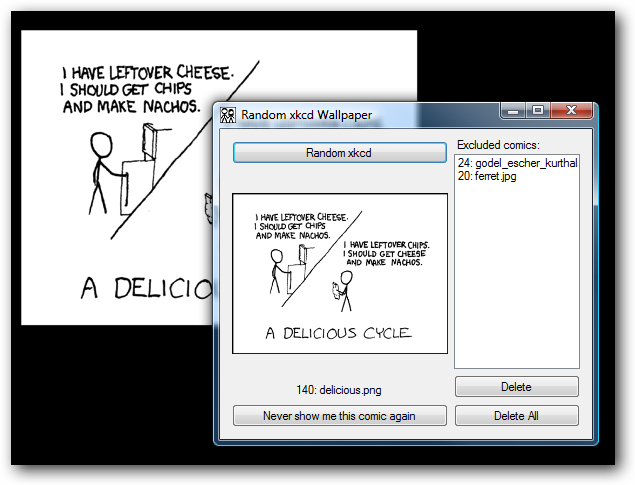 I HAVE LEFTOVER CHEESE.
I SHOULD GET CHIPS
AND MAKE NACHOS.
A DELICIO
Random xkcd Wallpaper
Random xkcd
I HAVE LEFTOVER CHEESE.
I SHOULD GET CHIPS
AND MAKE NACHOS.
I HAVE LEFTOVER CHIPS.
I SHOULD GET CHEESE
AND MAKE NACHOS.
A DELICIOUS CYCLE
140: delicious.png
Never show me this comic again
Excluded comics:
24: godel_escher_kurthal
20: ferret.jpg
Delete
Delete All